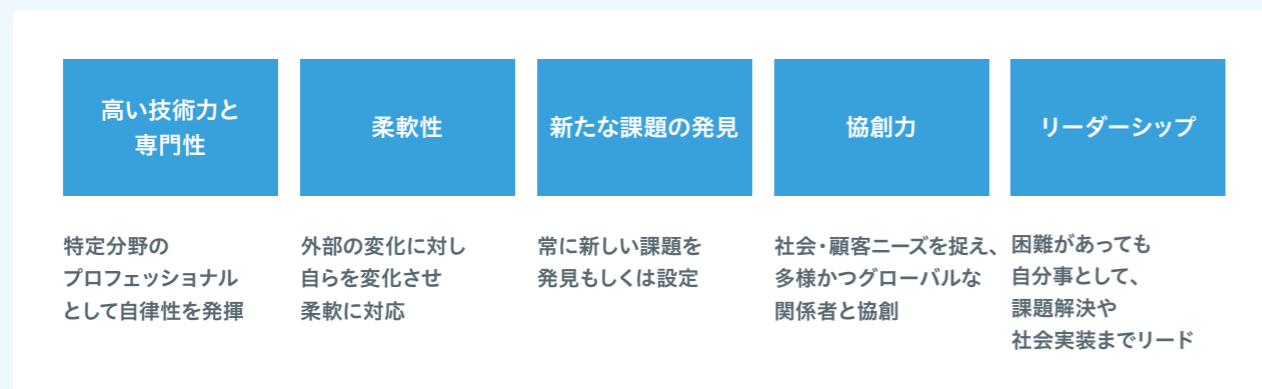 高い技術力と
専門性
特定分野の
プロフェッショナル
として自律性を発揮
柔軟性
外部の変化に対し
自らを変化させ
柔軟に対応
新たな課題の発見
常に新しい課題を
発見もしくは設定
協創力
社会・顧客ニーズを捉え、
多様かつグローバルな
関係者と協創
リーダーシップ
困難があっても
自分事として、
課題解決や
社会実装までリード